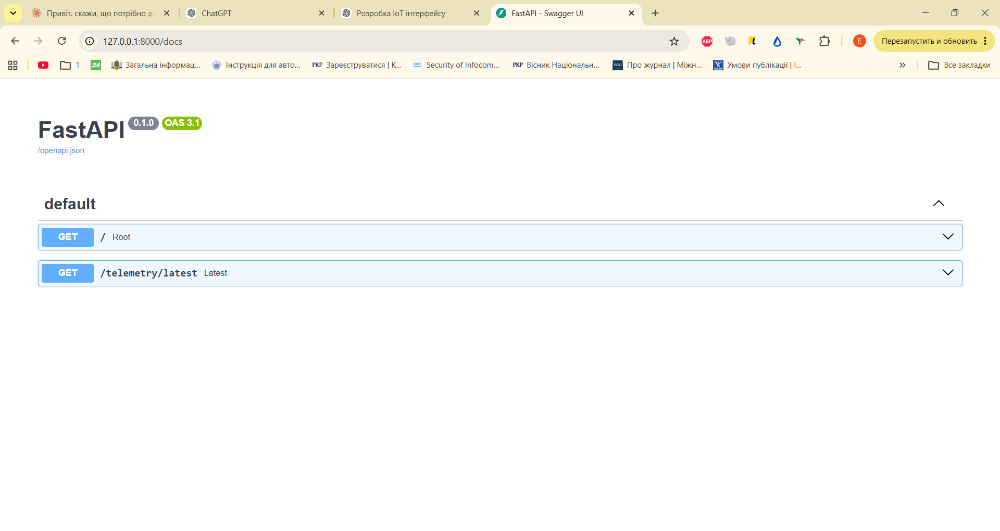 Привіт. скажи, що потрібно дл
ChatGPT
Розробка IoT інтерфейсу
FastAPI - Swagger UI
127.0.0.1:8000/docs
ABP
L
E
Перезапустить и обновить
1
24
Загальна інформац...
Інструкція для авто...
PKP Зареєструватися | К...
Security of Infocom...
PKP Вісник Національн...
PC&I Про журнал | Міжн...
Умови публікації | І...
Все закладки
FastAPI 0.1.0 OAS 3.1
/openapi.json
default
GET / Root
GET /telemetry/latest Latest